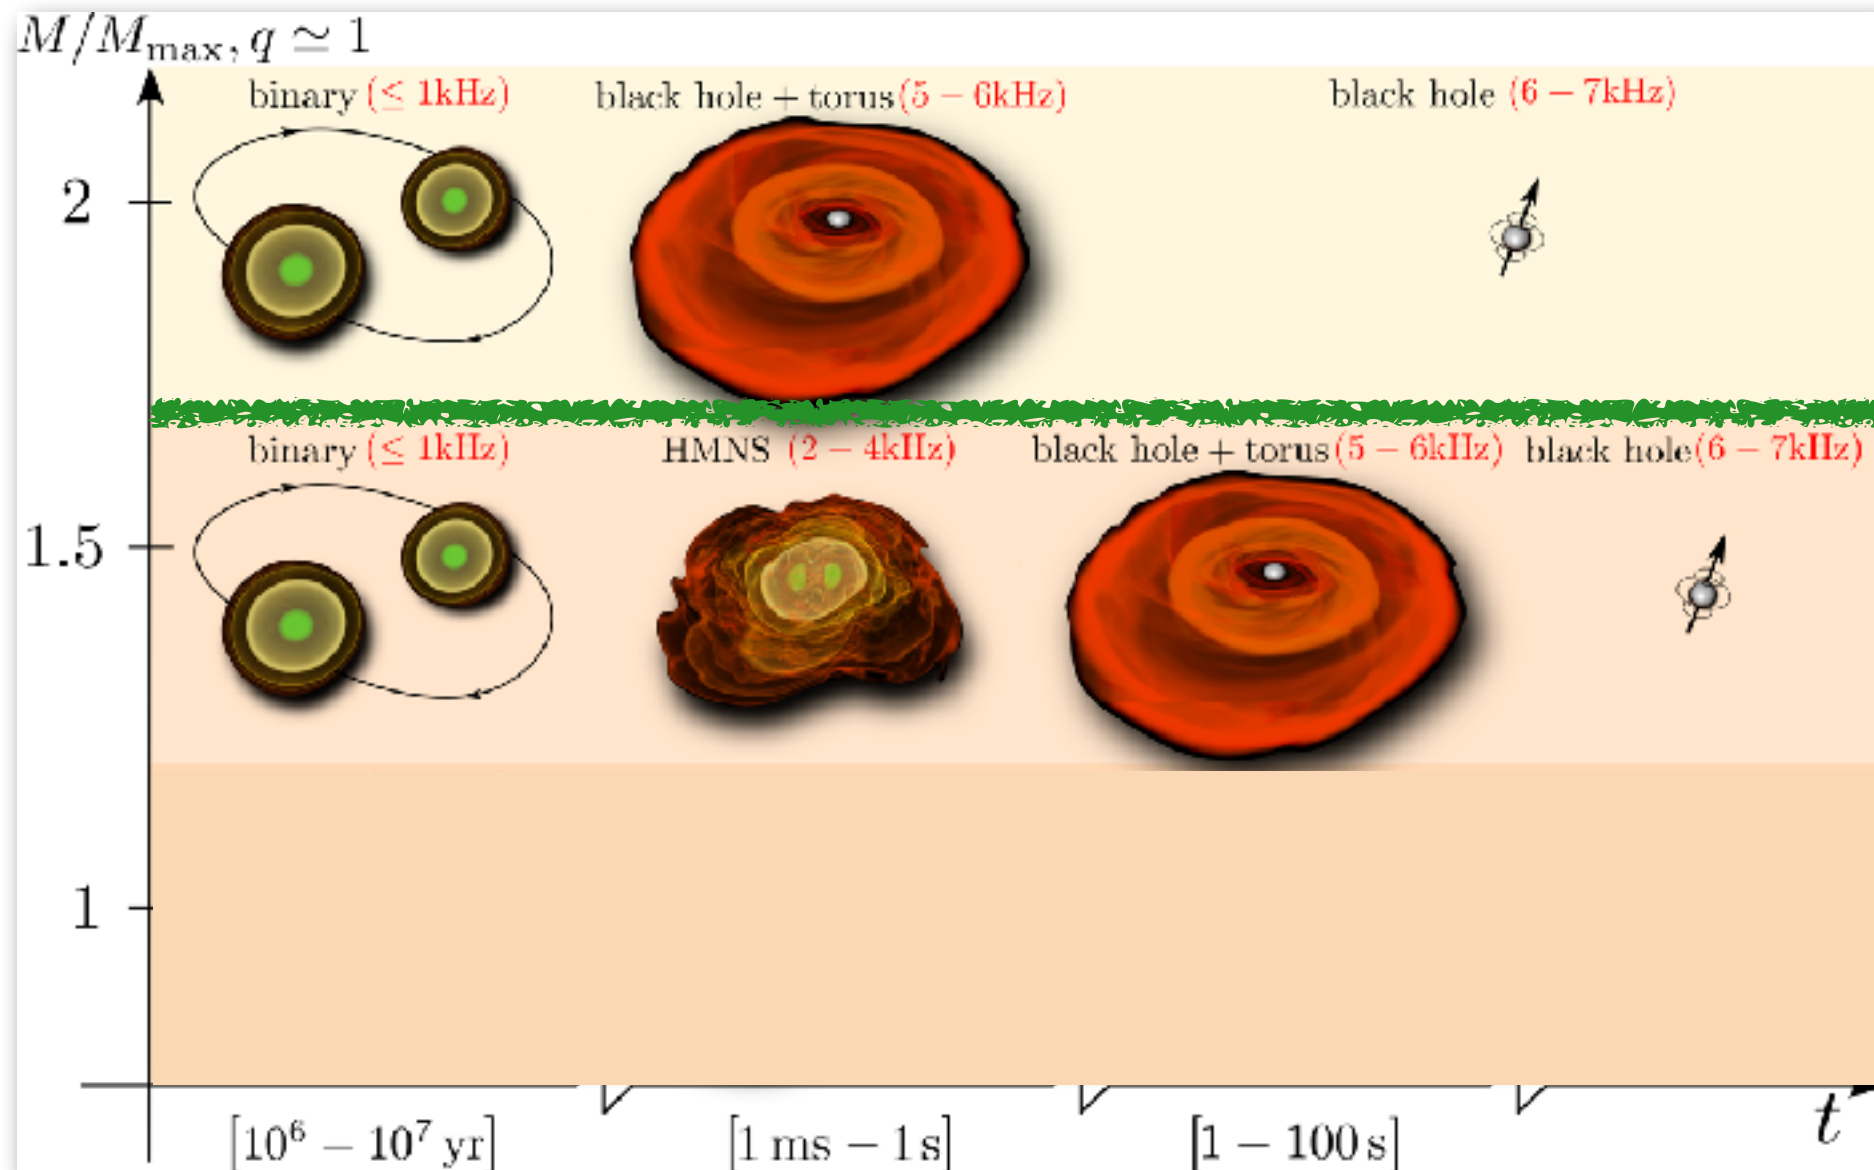 M/M_max, q ≃ 1
binary (≤ 1kHz) black hole + torus (5 − 6kHz) black hole (6 − 7kHz)
2
binary (≤ 1kHz) HMNS (2 − 4kHz) black hole + torus (5 − 6kHz) black hole (6 − 7kHz)
1.5
1
t
[10⁶ − 10⁷ yr] [1 ms − 1 s] [1 − 100 s]